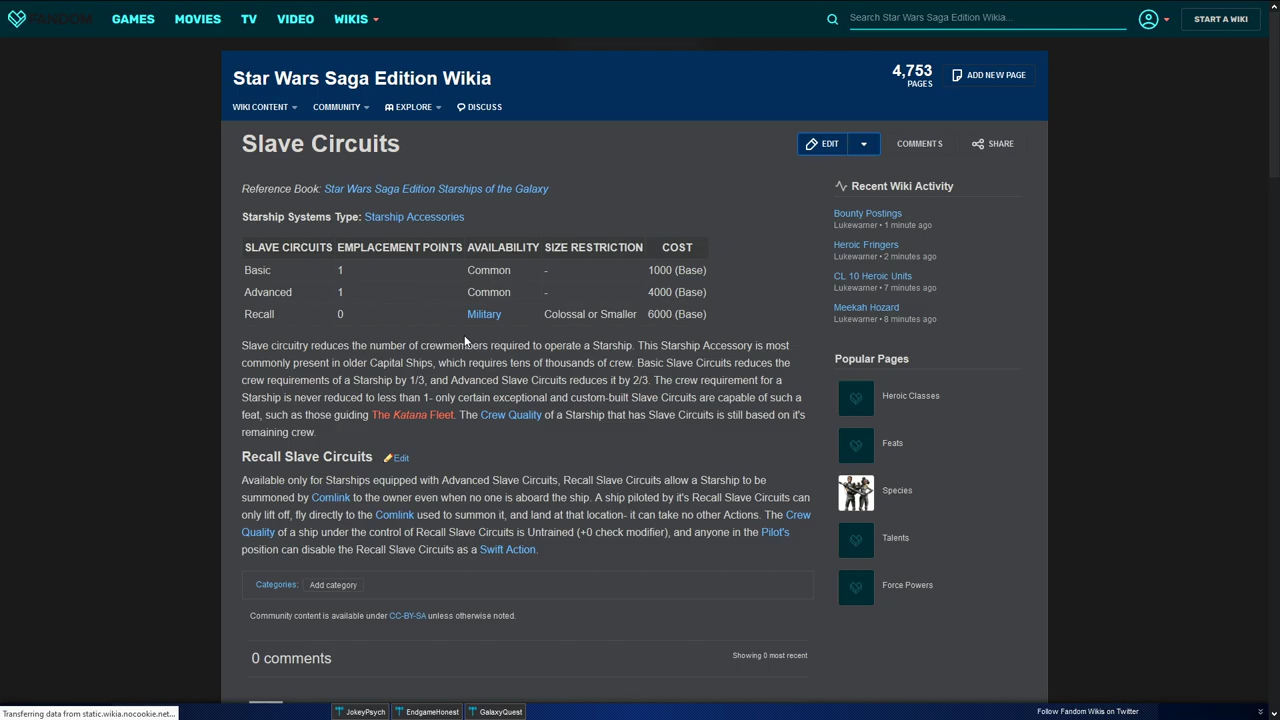 FANDOM GAMES MOVIES TV VIDEO WIKIS Search Star Wars Saga Edition Wikia... START A WIKI
Star Wars Saga Edition Wikia
4,753
PAGES
ADD NEW PAGE
WIKI CONTENT COMMUNITY EXPLORE DISCUSS
Slave Circuits
EDIT COMMENTS SHARE
Reference Book: Star Wars Saga Edition Starships of the Galaxy
Starship Systems Type: Starship Accessories
SLAVE CIRCUITS EMPLACEMENT POINTS AVAILABILITY SIZE RESTRICTION COST
Basic 1 Common - 1000 (Base)
Advanced 1 Common - 4000 (Base)
Recall 0 Military Colossal or Smaller 6000 (Base)
Slave circuitry reduces the number of crewmembers required to operate a Starship. This Starship Accessory is most
commonly present in older Capital Ships, which requires tens of thousands of crew. Basic Slave Circuits reduces the
crew requirements of a Starship by 1/3, and Advanced Slave Circuits reduces it by 2/3. The crew requirement for a
Starship is never reduced to less than 1- only certain exceptional and custom-built Slave Circuits are capable of such a
feat, such as those guiding The Katana Fleet. The Crew Quality of a Starship that has Slave Circuits is still based on it's
remaining crew.
Recall Slave Circuits Edit
Available only for Starships equipped with Advanced Slave Circuits, Recall Slave Circuits allow a Starship to be
summoned by Comlink to the owner even when no one is aboard the ship. A ship piloted by it's Recall Slave Circuits can
only lift off, fly directly to the Comlink used to summon it, and land at that location- it can take no other Actions. The Crew
Quality of a ship under the control of Recall Slave Circuits is Untrained (+0 check modifier), and anyone in the Pilot's
position can disable the Recall Slave Circuits as a Swift Action.
Categories: Add category
Community content is available under CC-BY-SA unless otherwise noted.
0 comments
Showing 0 most recent
Recent Wiki Activity
Bounty Postings
Lukewarner • 1 minute ago
Heroic Fringers
Lukewarner • 2 minutes ago
CL 10 Heroic Units
Lukewarner • 7 minutes ago
Meekah Hozard
Lukewarner • 8 minutes ago
Popular Pages
Heroic Classes
Feats
Species
Talents
Force Powers
Transferring data from static.wikia.nocookie.net...
JokeyPsych EndgameHonest GalaxyQuest
Follow Fandom Wikis on Twitter